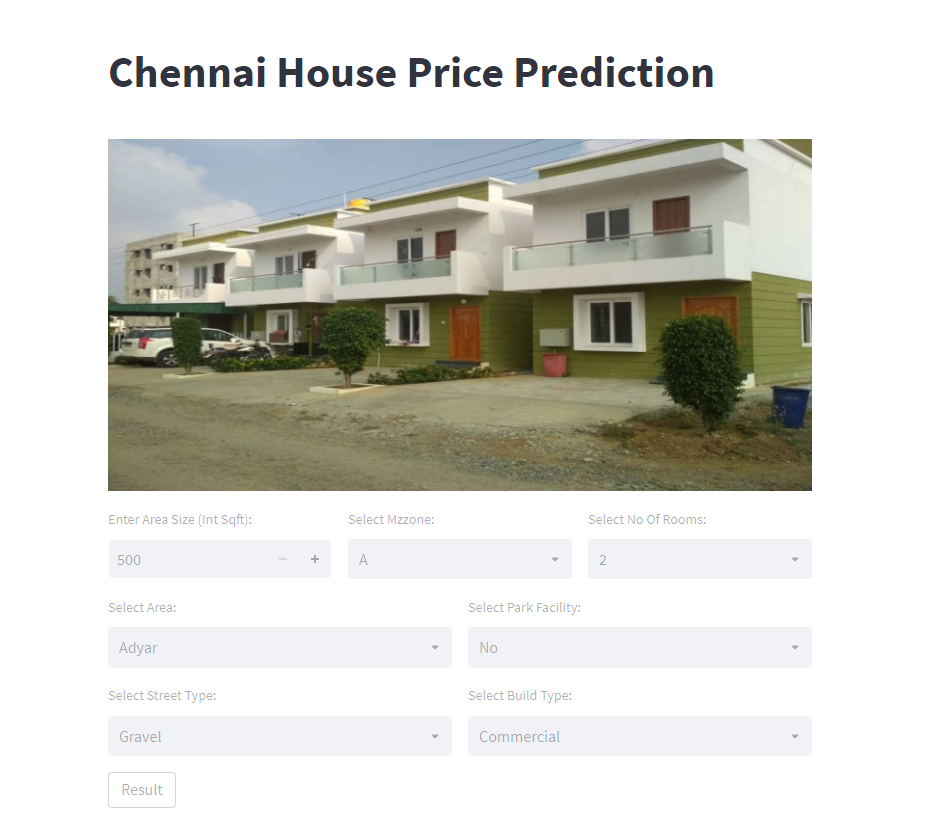 Chennai House Price Prediction
Enter Area Size (Int Sqft): Select Mzzone: Select No Of Rooms:
500 − + A 2
Select Area: Select Park Facility:
Adyar No
Select Street Type: Select Build Type:
Gravel Commercial
Result